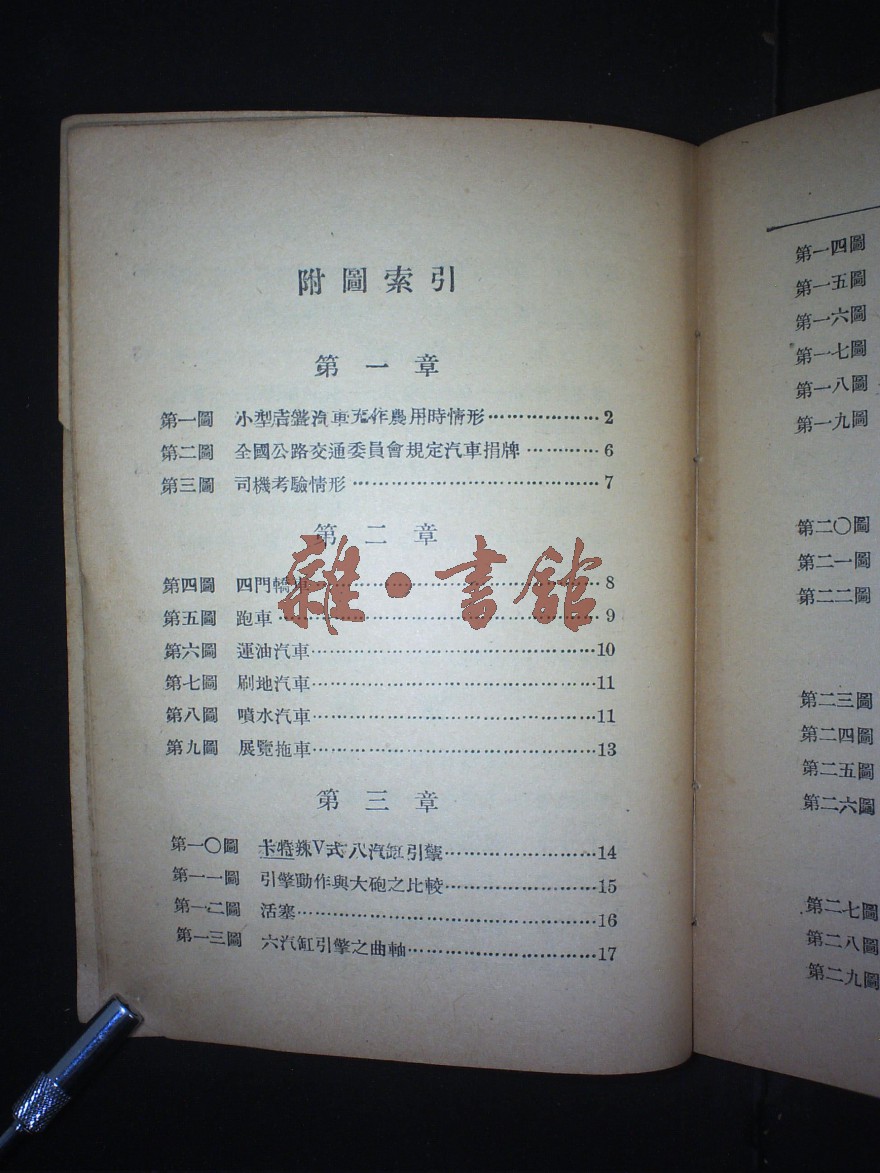 附圖索引
第一章
第一圖 小型吉普汽車充作農用時情形………………2
第二圖 全國公路交通委員會規定汽車捐牌…………6
第三圖 司機考驗情形………………………7
第二章
第四圖 四門轎車……………………………8
第五圖 跑車…………………………………9
第六圖 運油汽車……………………………10
第七圖 刷地汽車……………………………11
第八圖 噴水汽車……………………………11
第九圖 展覽拖車……………………………13
第三章
第一〇圖 卡特辣V式八汽缸引擎………………14
第一一圖 引擎動作與大砲之比較………………15
第一二圖 活塞………………………………16
第一三圖 六汽缸引擎之曲軸…………………17
雜·書館
第一四圖
第一五圖
第一六圖
第一七圖
第一八圖
第一九圖
第二〇圖
第二一圖
第二二圖
第二三圖
第二四圖
第二五圖
第二六圖
第二七圖
第二八圖
第二九圖